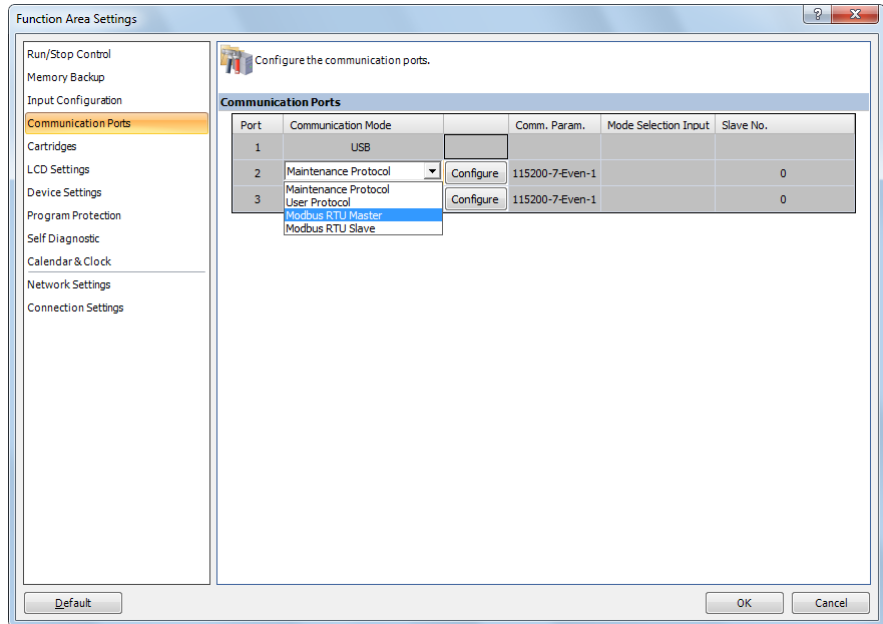 Function Area Settings
Run/Stop Control
Memory Backup
Input Configuration
Communication Ports
Cartridges
LCD Settings
Device Settings
Program Protection
Self Diagnostic
Calendar & Clock
Network Settings
Connection Settings
Configure the communication ports.
Communication Ports
Port Communication Mode Comm. Param. Mode Selection Input Slave No.
1 USB
2 Maintenance Protocol Configure 115200-7-Even-1 0
Maintenance Protocol
User Protocol
3 Configure 115200-7-Even-1 0
Modbus RTU Master
Modbus RTU Slave
Default OK Cancel